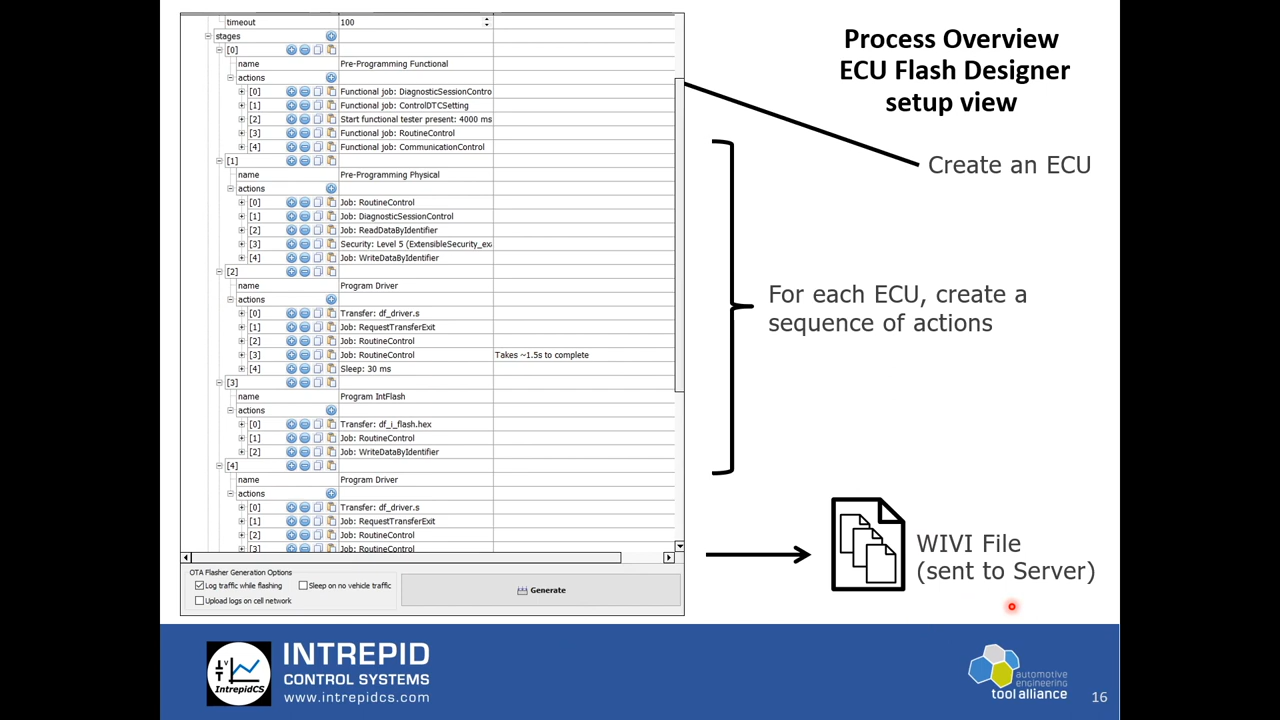 timeout 100
stages
[0]
name Pre-Programming Functional
actions
[0] Functional job: DiagnosticSessionContro
[1] Functional job: ControlDTCSetting
[2] Start functional tester present: 4000 ms
[3] Functional job: RoutineControl
[4] Functional job: CommunicationControl
[1]
name Pre-Programming Physical
actions
[0] Job: RoutineControl
[1] Job: DiagnosticSessionControl
[2] Job: ReadDataByIdentifier
[3] Security: Level 5 (ExtensibleSecurity_exa
[4] Job: WriteDataByIdentifier
[2]
name Program Driver
actions
[0] Transfer: df_driver.s
[1] Job: RequestTransferExit
[2] Job: RoutineControl
[3] Job: RoutineControl Takes ~1.5s to complete
[4] Sleep: 30 ms
[3]
name Program IntFlash
actions
[0] Transfer: df_i_flash.hex
[1] Job: RoutineControl
[2] Job: WriteDataByIdentifier
[4]
name Program Driver
actions
[0] Transfer: df_driver.s
[1] Job: RequestTransferExit
[2] Job: RoutineControl
[3] Job: RoutineControl
OTA Flasher Generation Options
Log traffic while flashing Sleep on no vehicle traffic
Upload logs on cell network
Generate
Process Overview
ECU Flash Designer
setup view
Create an ECU
For each ECU, create a
sequence of actions
WIVI File
(sent to Server)
IntrepidCS
INTREPID
CONTROL SYSTEMS
www.intrepidcs.com
automotive
engineering
tool alliance
16